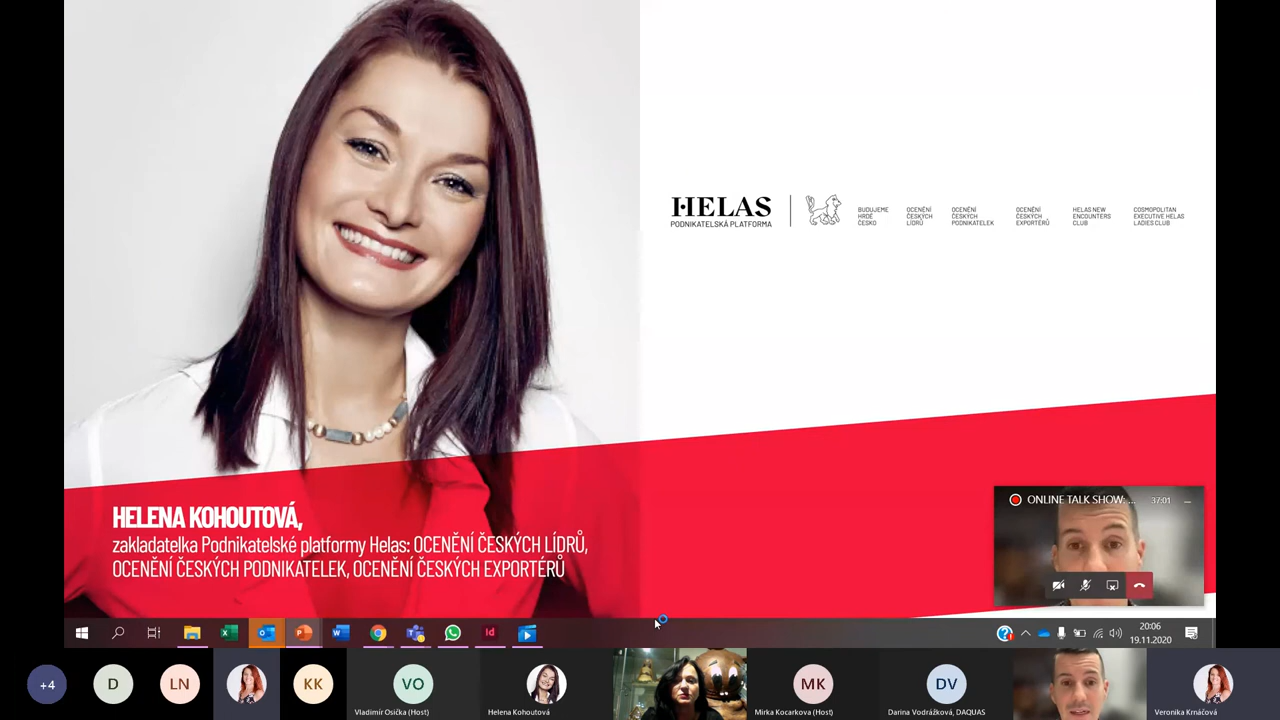 HELAS
PODNIKATELSKÁ PLATFORMA
BUDUJEME
HRDÉ
ČESKO
OCENĚNÍ
ČESKÝCH
LÍDRŮ
OCENĚNÍ
ČESKÝCH
PODNIKATELEK
OCENĚNÍ
ČESKÝCH
EXPORTÉRŮ
HELAS NEW
ENCOUNTERS
CLUB
COSMOPOLITAN
EXECUTIVE HELAS
LADIES CLUB
HELENA KOHOUTOVÁ,
zakladatelka Podnikatelské platformy Helas: OCENĚNÍ ČESKÝCH LÍDRŮ,
OCENĚNÍ ČESKÝCH PODNIKATELEK, OCENĚNÍ ČESKÝCH EXPORTÉRŮ
ONLINE TALK SHOW: ... 37:01
Id
20:06
19.11.2020
+4
D
LN
KK
VO
Vladimír Osička (Host)
Helena Kohoutová
MK
Mirka Kocarkova (Host)
DV
Darina Vodrážková, DAQUAS
Veronika Krnáčová